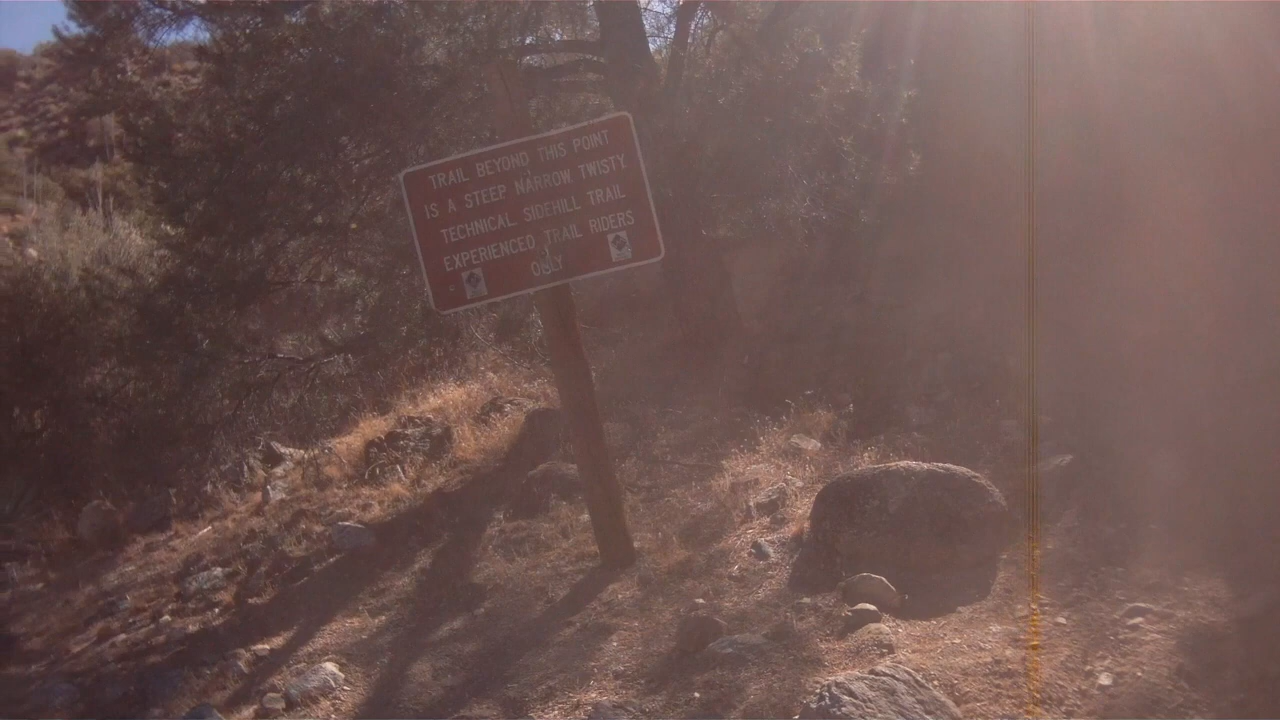 TRAIL BEYOND THIS POINT
IS A STEEP NARROW TWISTY
TECHNICAL SIDEHILL TRAIL
EXPERIENCED TRAIL RIDERS
ONLY